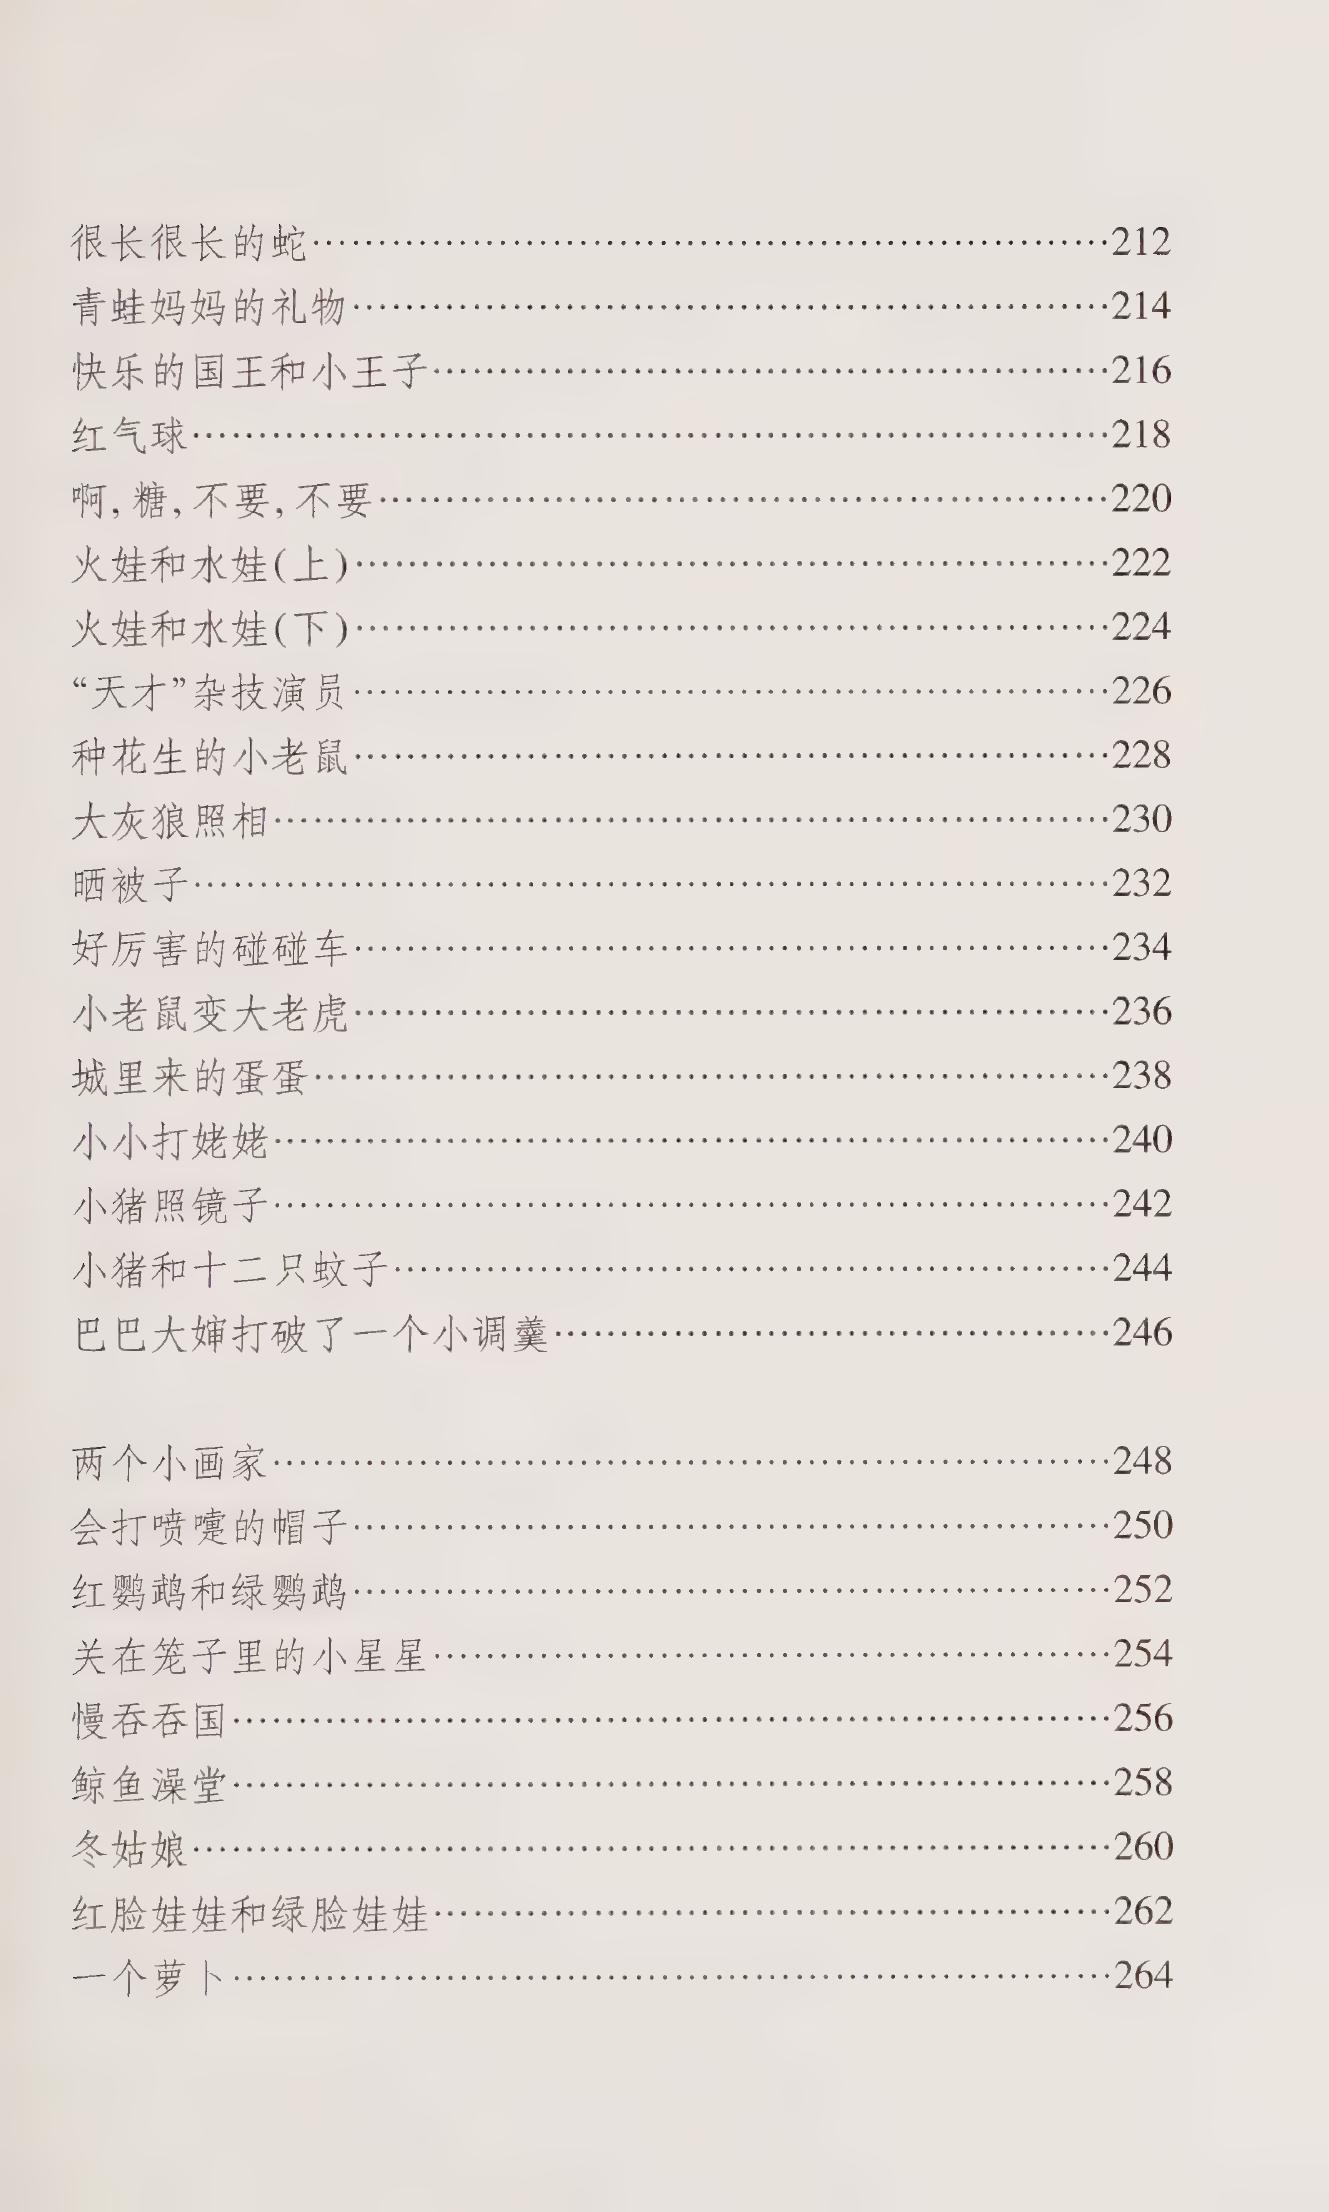 很长很长的蛇…………212
青蛙妈妈的礼物…………214
快乐的国王和小王子…………216
红气球…………218
啊,糖,不要,不要…………220
火娃和水娃(上)…………222
火娃和水娃(下)…………224
“天才”杂技演员…………226
种花生的小老鼠…………228
大灰狼照相…………230
晒被子…………232
好厉害的碰碰车…………234
小老鼠变大老虎…………236
城里来的蛋蛋…………238
小小打姥姥…………240
小猪照镜子…………242
小猪和十二只蚊子…………244
巴巴大婶打破了一个小调羹…………246
两个小画家…………248
会打喷嚏的帽子…………250
红鹦鹉和绿鹦鹉…………252
关在笼子里的小星星…………254
慢吞吞国…………256
鲸鱼澡堂…………258
冬姑娘…………260
红脸娃娃和绿脸娃娃…………262
一个萝卜…………264